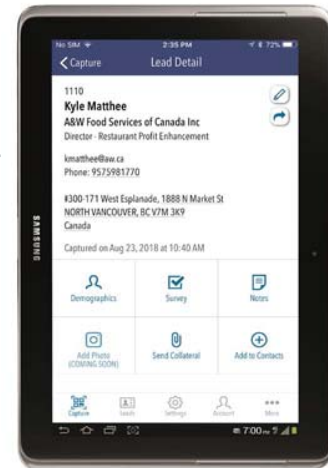 No SIM 2:35 PM 72%
Capture Lead Detail
1110
Kyle Matthee
A&W Food Services of Canada Inc
Director - Restaurant Profit Enhancement
kmatthee@aw.ca
Phone: 9575981770
#300-171 West Esplanade, 1888 N Market St
NORTH VANCOUVER, BC V7M 3K9
Canada
Captured on Aug 23, 2018 at 10:40 AM
SAMSUNG
Demographics Survey Notes
Add Photo Send Collateral Add to Contacts
(COMING SOON)
Capture Leads Settings Account More
7:00